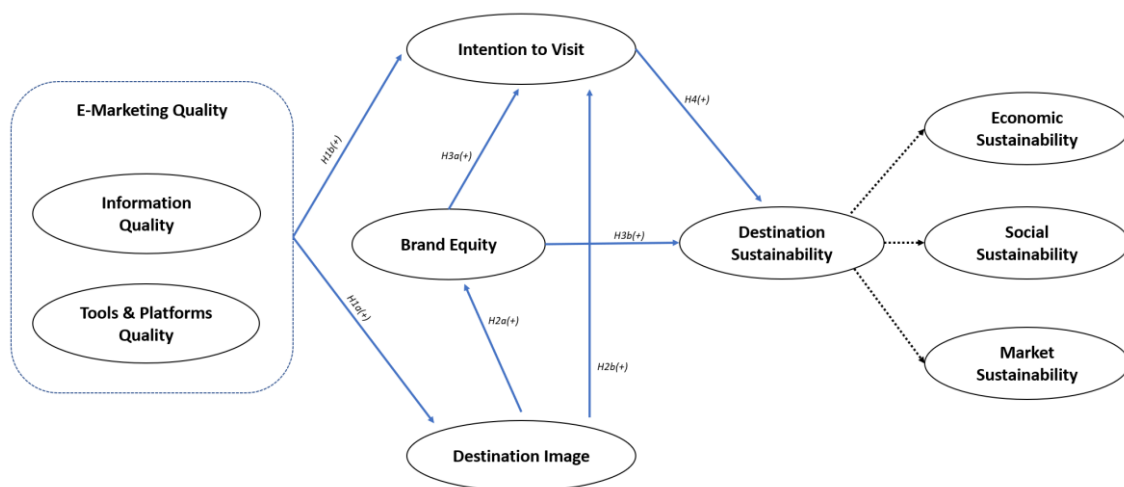 Intention to Visit
E-Marketing Quality
H1b(+)
H3a(+)
H4(+)
Economic
Sustainability
Information
Quality
Brand Equity
H3b(+)
Destination
Sustainability
Social
Sustainability
Tools & Platforms
Quality
H1a(+)
H2a(+)
H2b(+)
Market
Sustainability
Destination Image